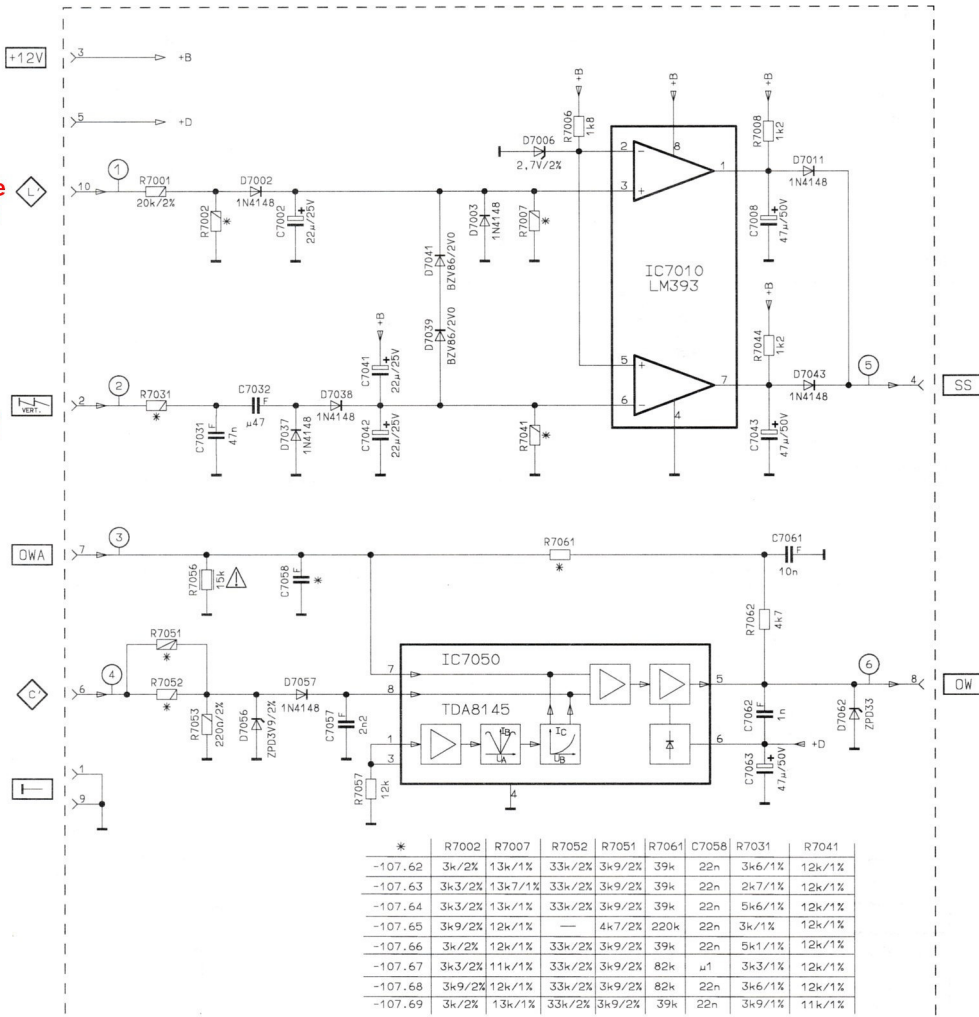 +12V
3
+B
5
+D
L'
10
1
R7001
20k/2%
R7002
*
D7002
1N4148
C7002
22µ/25V
D7041
BZV86/2V0
D7039
BZV86/2V0
D7003
1N4148
R7007
*
D7006
2,7V/2%
+B
R7006
1k8
2
3
+B
8
1
+B
R7008
1k2
D7011
1N4148
C7008
47µ/50V
IC7010
LM393
e
VERT.
2
2
R7031
*
C7031
47n
C7032
µ47
D7037
1N4148
D7038
1N4148
+B
C7041
22µ/25V
C7042
22µ/25V
R7041
*
5
6
7
4
+B
R7044
1k2
D7043
1N4148
C7043
47µ/50V
5
4
SS
OWA
7
3
R7056
15k
C7058
*
R7061
*
C7061
10n
R7062
4k7
C'
6
4
R7051
*
R7052
*
R7053
220n/2%
D7056
ZPD3V9/2%
D7057
1N4148
C7057
2n2
R7057
12k
IC7050
TDA8145
7
8
1
3
4
IB
UA
IC
UB
5
6
C7062
1n
C7063
47µ/50V
+D
D7062
ZPD33
6
8
OW
1
9
* R7002 R7007 R7052 R7051 R7061 C7058 R7031 R7041
-107.62 3k/2% 13k/1% 33k/2% 3k9/2% 39k 22n 3k6/1% 12k/1%
-107.63 3k3/2% 13k7/1% 33k/2% 3k9/2% 39k 22n 2k7/1% 12k/1%
-107.64 3k3/2% 13k/1% 33k/2% 3k9/2% 39k 22n 5k6/1% 12k/1%
-107.65 3k9/2% 12k/1% — 4k7/2% 220k 22n 3k/1% 12k/1%
-107.66 3k/2% 12k/1% 33k/2% 3k9/2% 39k 22n 5k1/1% 12k/1%
-107.67 3k3/2% 11k/1% 33k/2% 3k9/2% 82k µ1 3k3/1% 12k/1%
-107.68 3k9/2% 12k/1% 33k/2% 3k9/2% 82k 22n 3k6/1% 12k/1%
-107.69 3k/2% 13k/1% 33k/2% 3k9/2% 39k 22n 3k9/1% 11k/1%